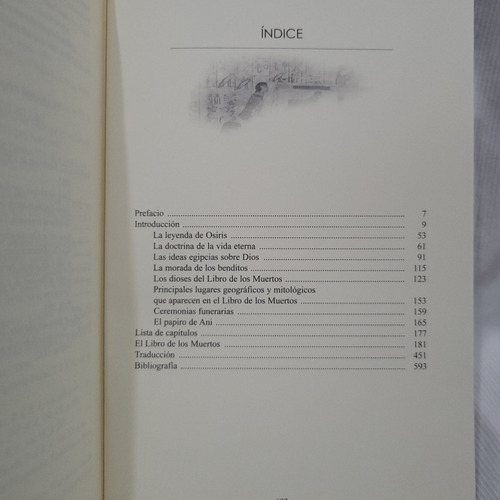 ÍNDICE
Prefacio ........ 7
Introducción ........ 9
La leyenda de Osiris ........ 53
La doctrina de la vida eterna ........ 61
Las ideas egipcias sobre Dios ........ 91
La morada de los benditos ........ 115
Los dioses del Libro de los Muertos ........ 123
Principales lugares geográficos y mitológicos
que aparecen en el Libro de los Muertos ........ 153
Ceremonias funerarias ........ 159
El papiro de Ani ........ 165
Lista de capítulos ........ 177
El Libro de los Muertos ........ 181
Traducción ........ 451
Bibliografía ........ 593